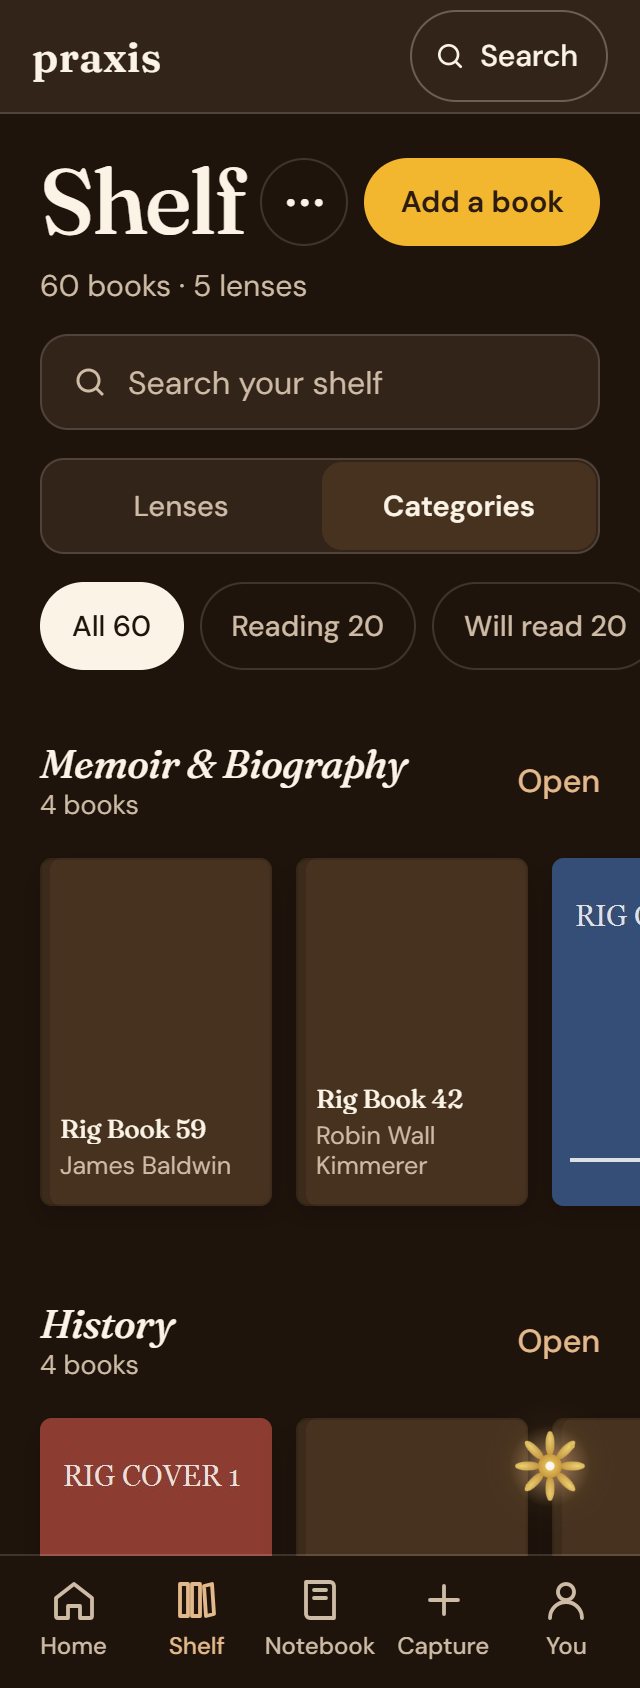 praxis
Search
Shelf
Add a book
60 books · 5 lenses
Search your shelf
Lenses
Categories
All 60
Reading 20
Will read 20
Memoir & Biography
4 books
Open
Rig Book 59
James Baldwin
Rig Book 42
Robin Wall
Kimmerer
RIG
History
4 books
Open
RIG COVER 1
Home
Shelf
Notebook
Capture
You